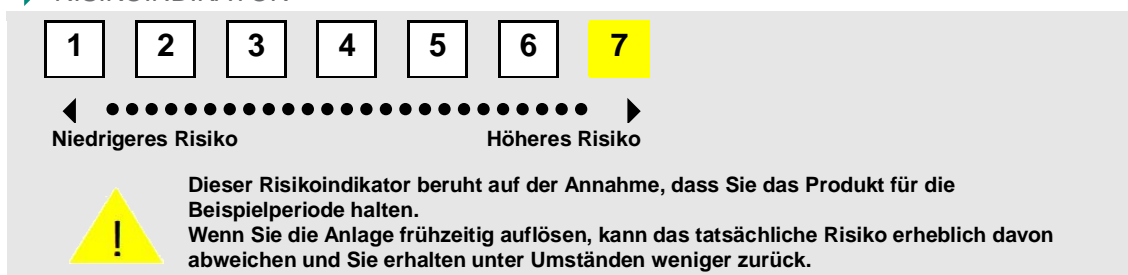 1 2 3 4 5 6 7
Niedrigeres Risiko Höheres Risiko
Dieser Risikoindikator beruht auf der Annahme, dass Sie das Produkt für die
Beispielperiode halten.
Wenn Sie die Anlage frühzeitig auflösen, kann das tatsächliche Risiko erheblich davon
abweichen und Sie erhalten unter Umständen weniger zurück.